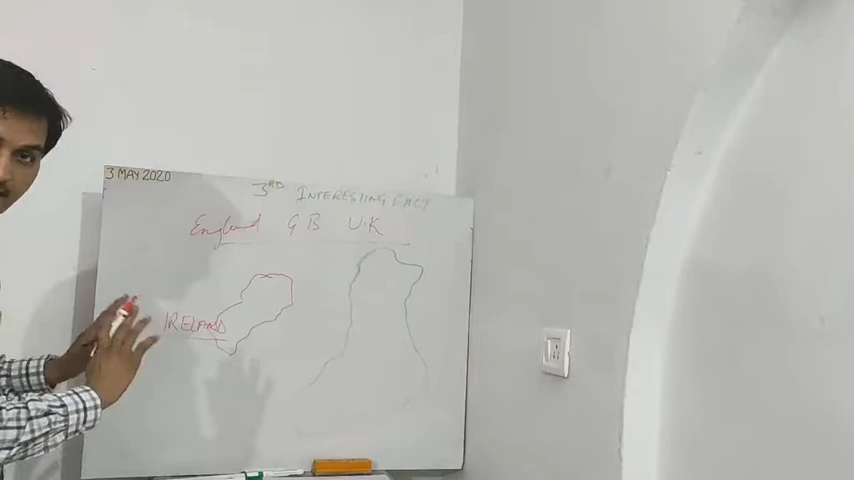 3 MAY 2020
3RD INTERESTING FACT
England GB U.K
IRELAND